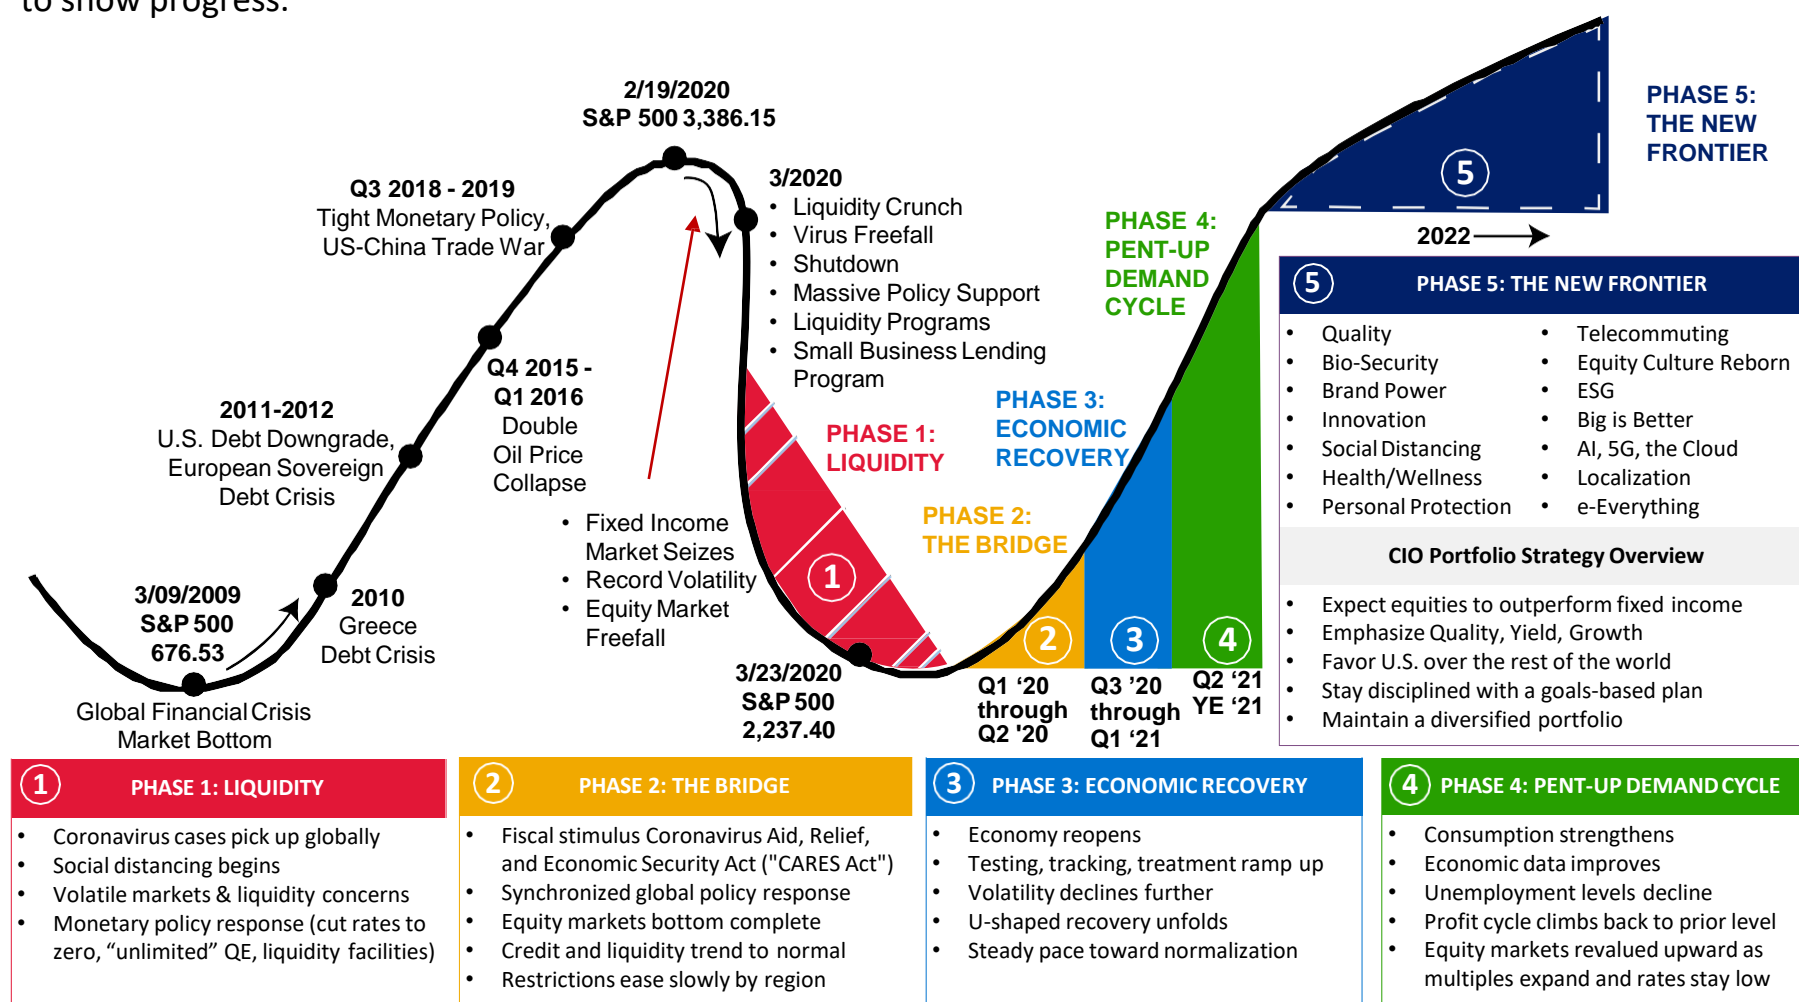 to show progress.
2/19/2020
S&P 500 3,386.15
Q3 2018 - 2019
Tight Monetary Policy,
US-China Trade War
3/2020
• Liquidity Crunch
• Virus Freefall
• Shutdown
• Massive Policy Support
• Liquidity Programs
• Small Business Lending
Program
Q4 2015 -
Q1 2016
Double
Oil Price
Collapse
2011-2012
U.S. Debt Downgrade,
European Sovereign
Debt Crisis
• Fixed Income
Market Seizes
• Record Volatility
• Equity Market
Freefall
3/09/2009
S&P 500
676.53
2010
Greece
Debt Crisis
Global Financial Crisis
Market Bottom
3/23/2020
S&P 500
2,237.40
PHASE 1:
LIQUIDITY
1
PHASE 2:
THE BRIDGE
2
PHASE 3:
ECONOMIC
RECOVERY
3
PHASE 4:
PENT-UP
DEMAND
CYCLE
4
PHASE 5:
THE NEW
FRONTIER
5
Q1 ‘20
through
Q2 '20
Q3 ’20
through
Q1 ‘21
Q2 ‘21
YE ‘21
2022
5 PHASE 5: THE NEW FRONTIER
• Quality
• Bio-Security
• Brand Power
• Innovation
• Social Distancing
• Health/Wellness
• Personal Protection
• Telecommuting
• Equity Culture Reborn
• ESG
• Big is Better
• AI, 5G, the Cloud
• Localization
• e-Everything
CIO Portfolio Strategy Overview
• Expect equities to outperform fixed income
• Emphasize Quality, Yield, Growth
• Favor U.S. over the rest of the world
• Stay disciplined with a goals-based plan
• Maintain a diversified portfolio
1 PHASE 1: LIQUIDITY
• Coronavirus cases pick up globally
• Social distancing begins
• Volatile markets & liquidity concerns
• Monetary policy response (cut rates to
zero, “unlimited” QE, liquidity facilities)
2 PHASE 2: THE BRIDGE
• Fiscal stimulus Coronavirus Aid, Relief,
and Economic Security Act ("CARES Act")
• Synchronized global policy response
• Equity markets bottom complete
• Credit and liquidity trend to normal
• Restrictions ease slowly by region
3 PHASE 3: ECONOMIC RECOVERY
• Economy reopens
• Testing, tracking, treatment ramp up
• Volatility declines further
• U-shaped recovery unfolds
• Steady pace toward normalization
4 PHASE 4: PENT-UP DEMAND CYCLE
• Consumption strengthens
• Economic data improves
• Unemployment levels decline
• Profit cycle climbs back to prior level
• Equity markets revalued upward as
multiples expand and rates stay low